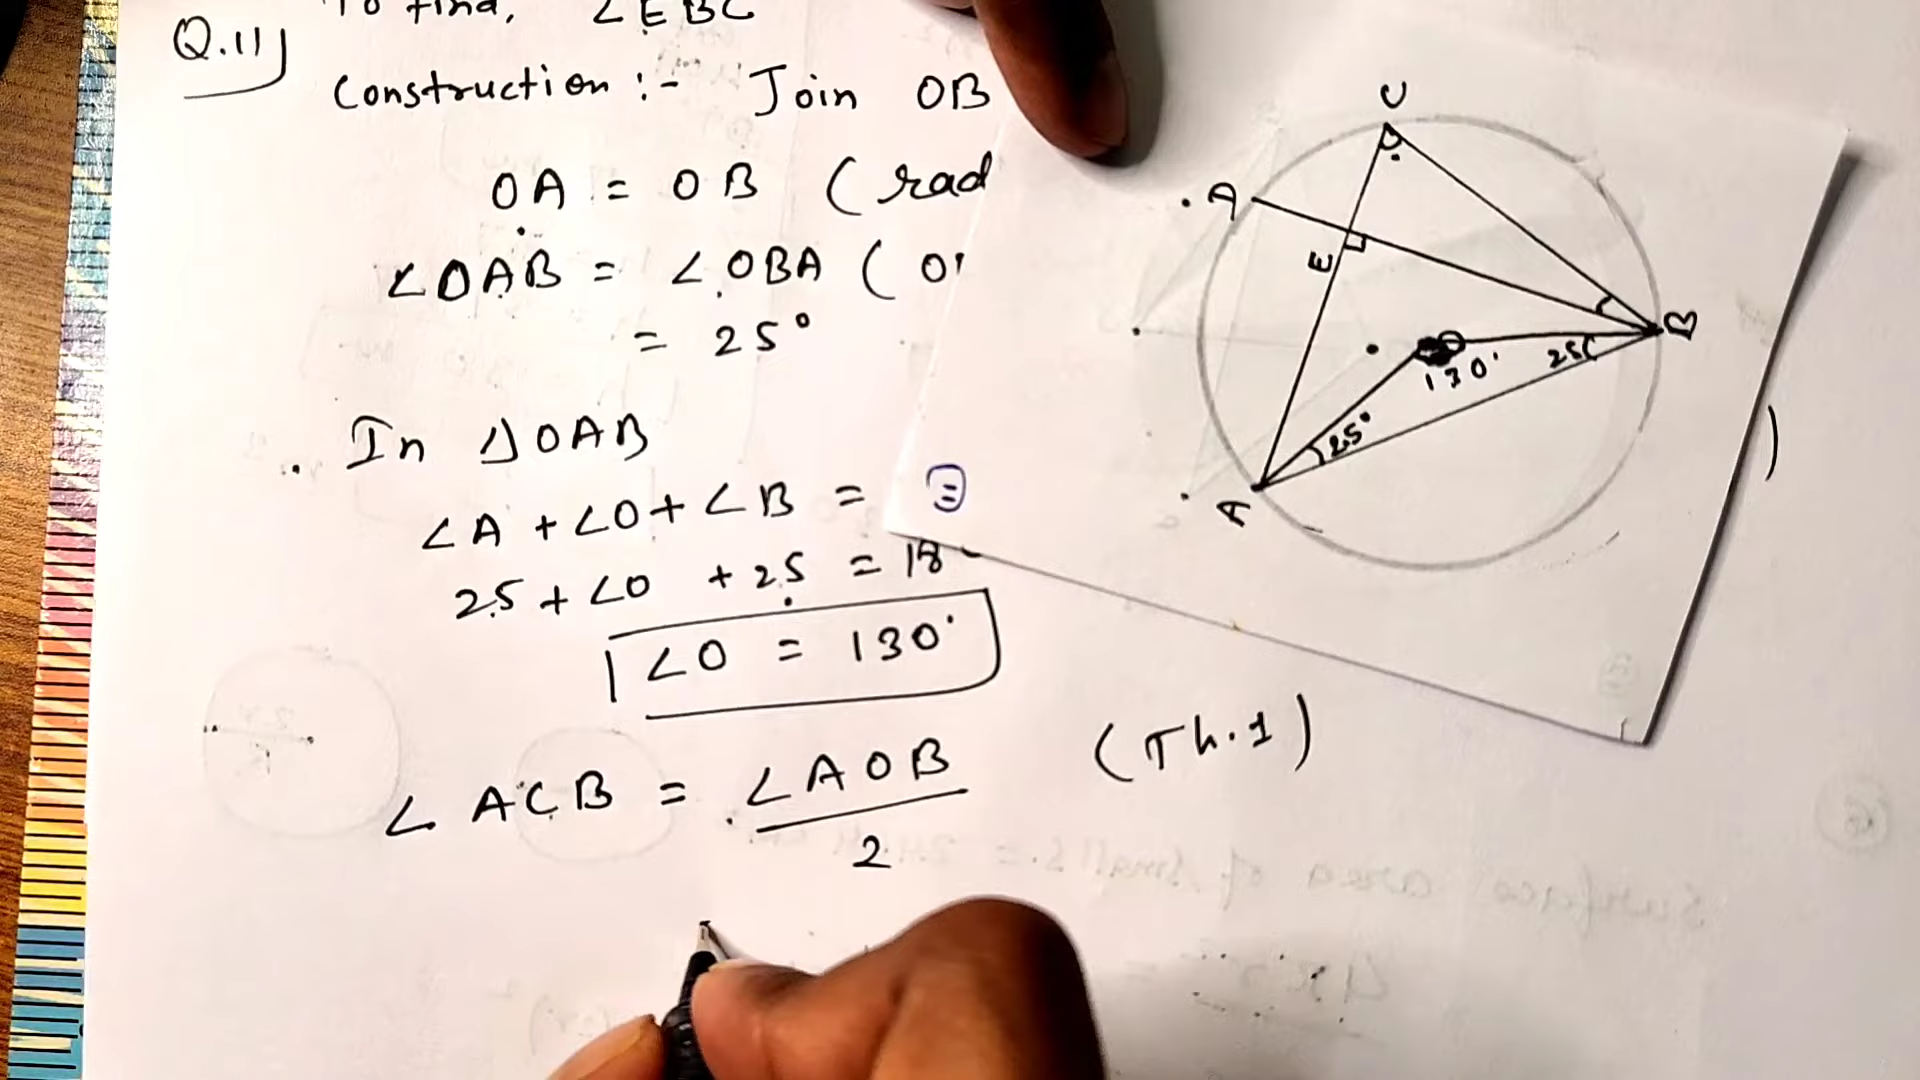 Q.11)
To find, ∠EBC
Construction :- Join OB
OA = OB (rad
∠OAB = ∠OBA (
= 25°
In ΔOAB
∠A + ∠O + ∠B =
25 + ∠O + 25 = 18
∠O = 130°
∠ACB = ∠AOB / 2 (Th.1)
C
E
B
130°
25
25°
A
)